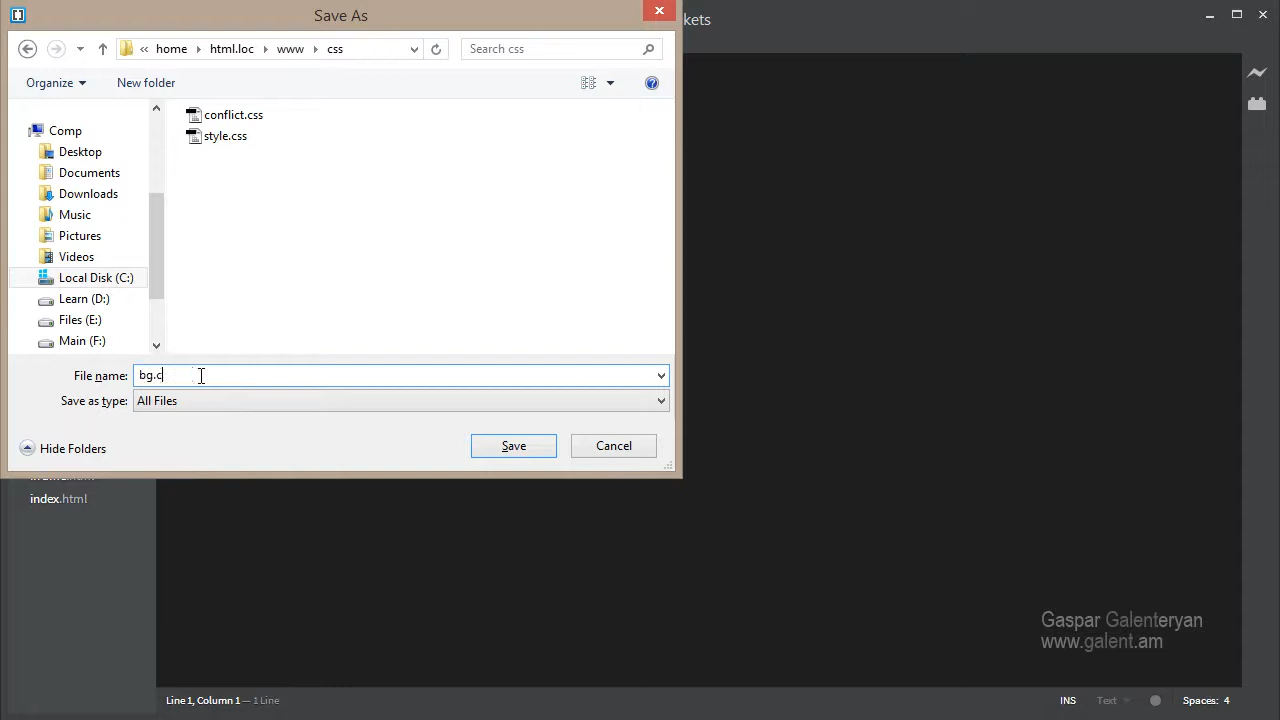 Save As
kets
home
html.loc
www
css
Search css
Organize
New folder
conflict.css
style.css
Comp
Desktop
Documents
Downloads
Music
Pictures
Videos
Local Disk (C:)
Learn (D:)
Files (E:)
Main (F:)
File name:
bg.c
Save as type:
All Files
Hide Folders
Save
Cancel
index.html
Gaspar Galenteryan
www.galent.am
Line 1, Column 1 — 1 Line
INS
Text
Spaces: 4